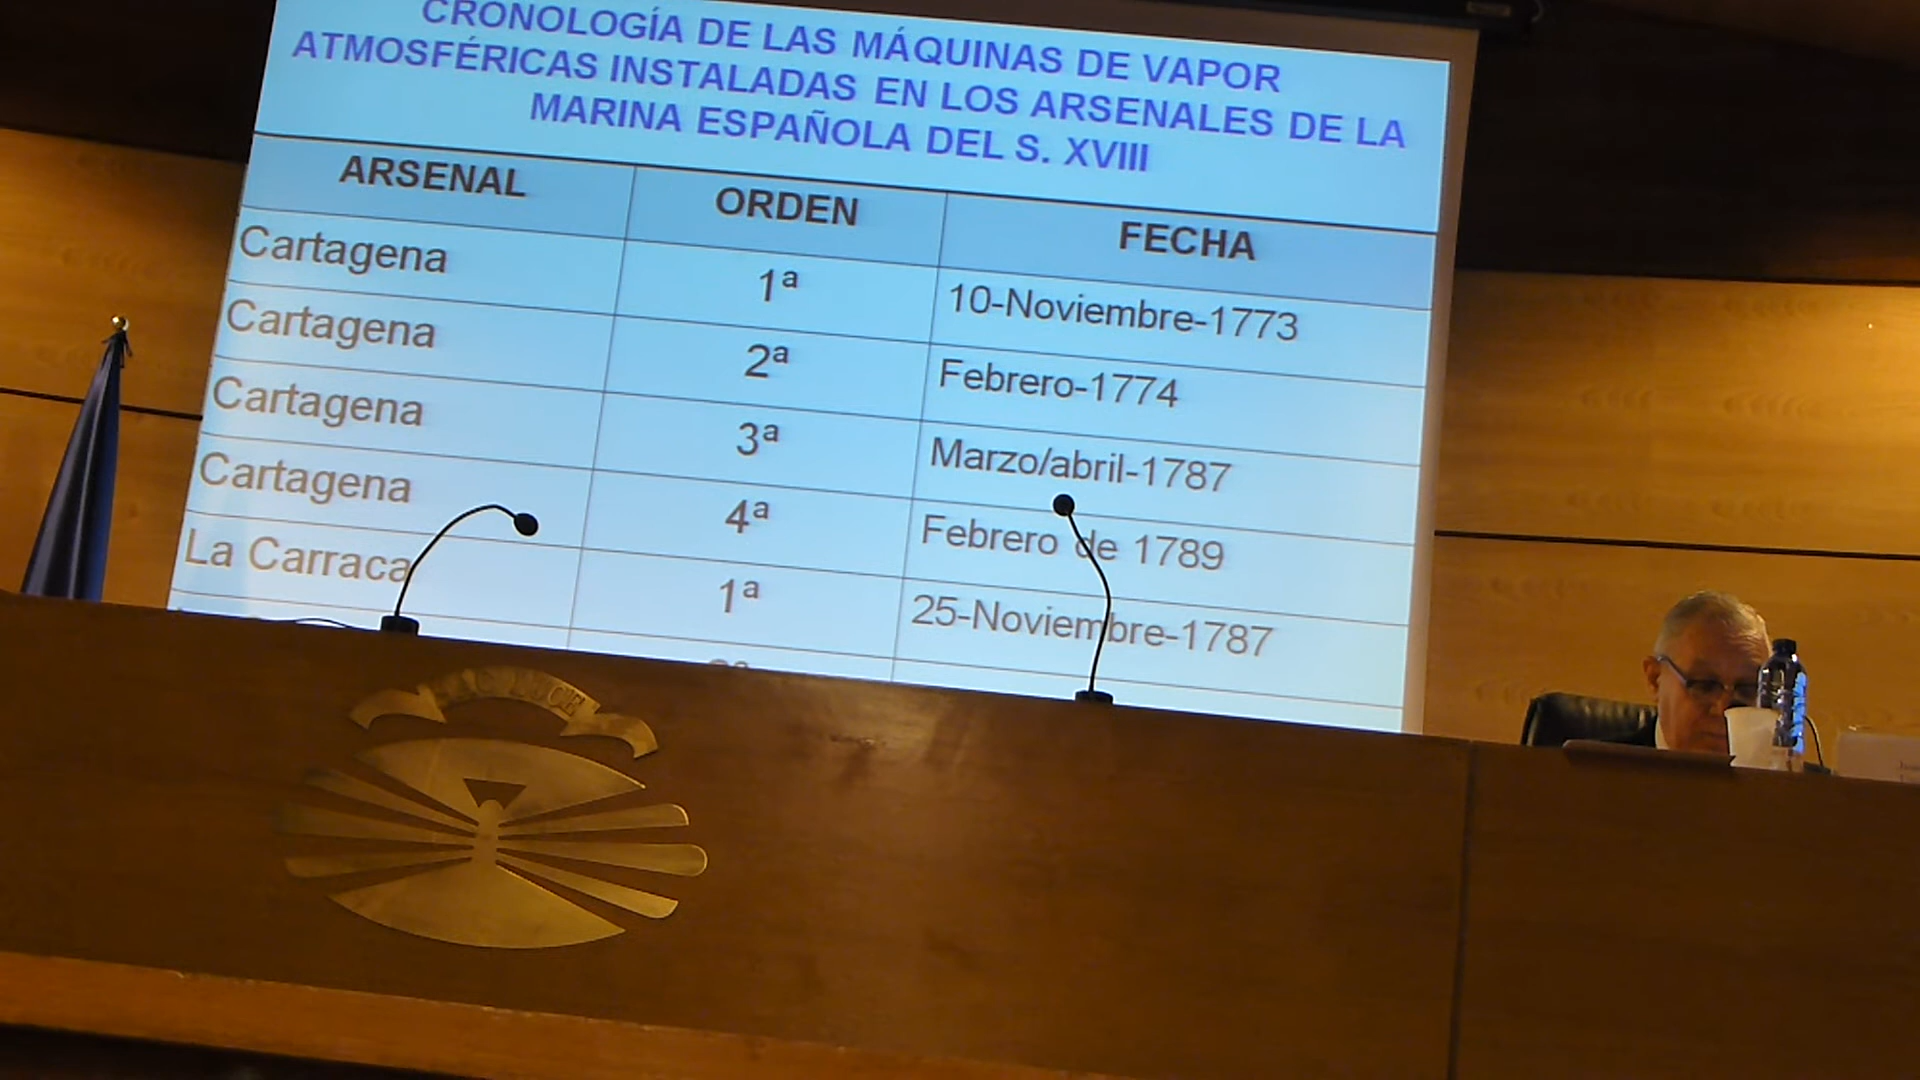 CRONOLOGÍA DE LAS MÁQUINAS DE VAPOR
ATMOSFÉRICAS INSTALADAS EN LOS ARSENALES DE LA
MARINA ESPAÑOLA DEL S. XVIII
ARSENAL ORDEN FECHA
Cartagena 1ª 10-Noviembre-1773
Cartagena 2ª Febrero-1774
Cartagena 3ª Marzo/abril-1787
Cartagena 4ª Febrero de 1789
La Carraca 1ª 25-Noviembre-1787